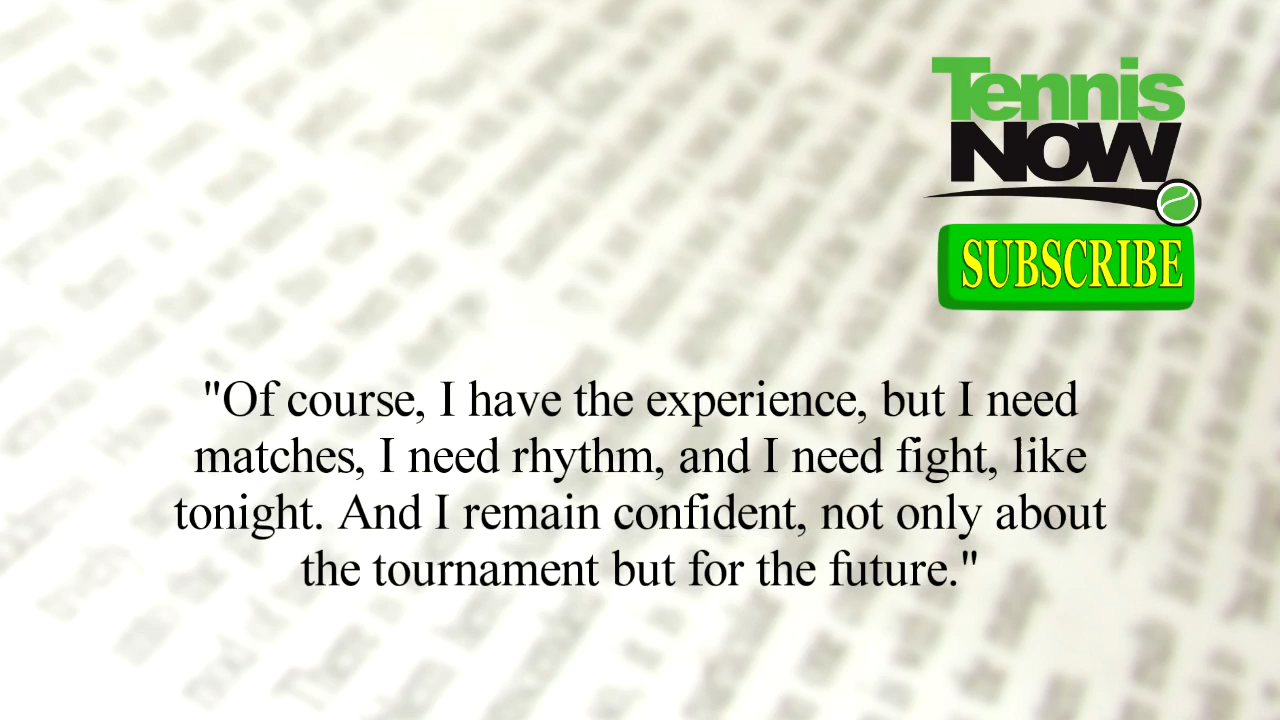 Tennis
NOW
SUBSCRIBE
"Of course, I have the experience, but I need
matches, I need rhythm, and I need fight, like
tonight. And I remain confident, not only about
the tournament but for the future."